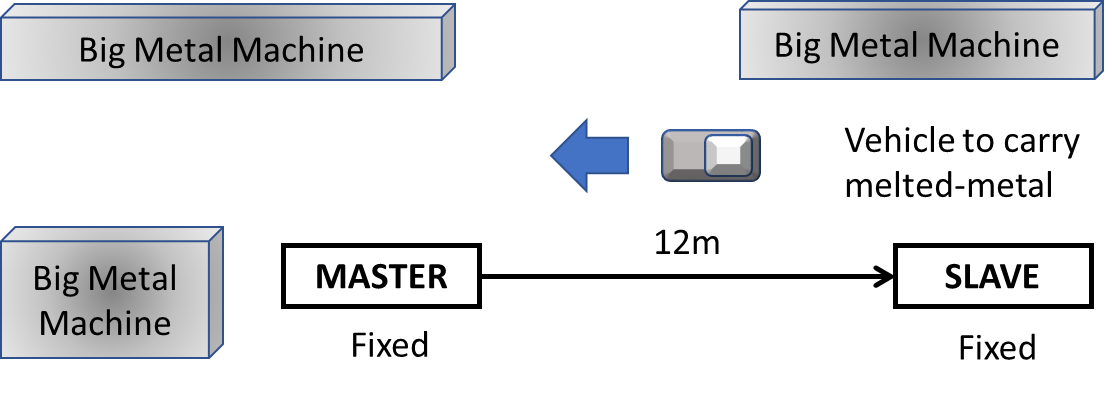 Big Metal Machine
Big Metal Machine
Vehicle to carry
melted-metal
12m
Big Metal
Machine
MASTER
SLAVE
Fixed
Fixed